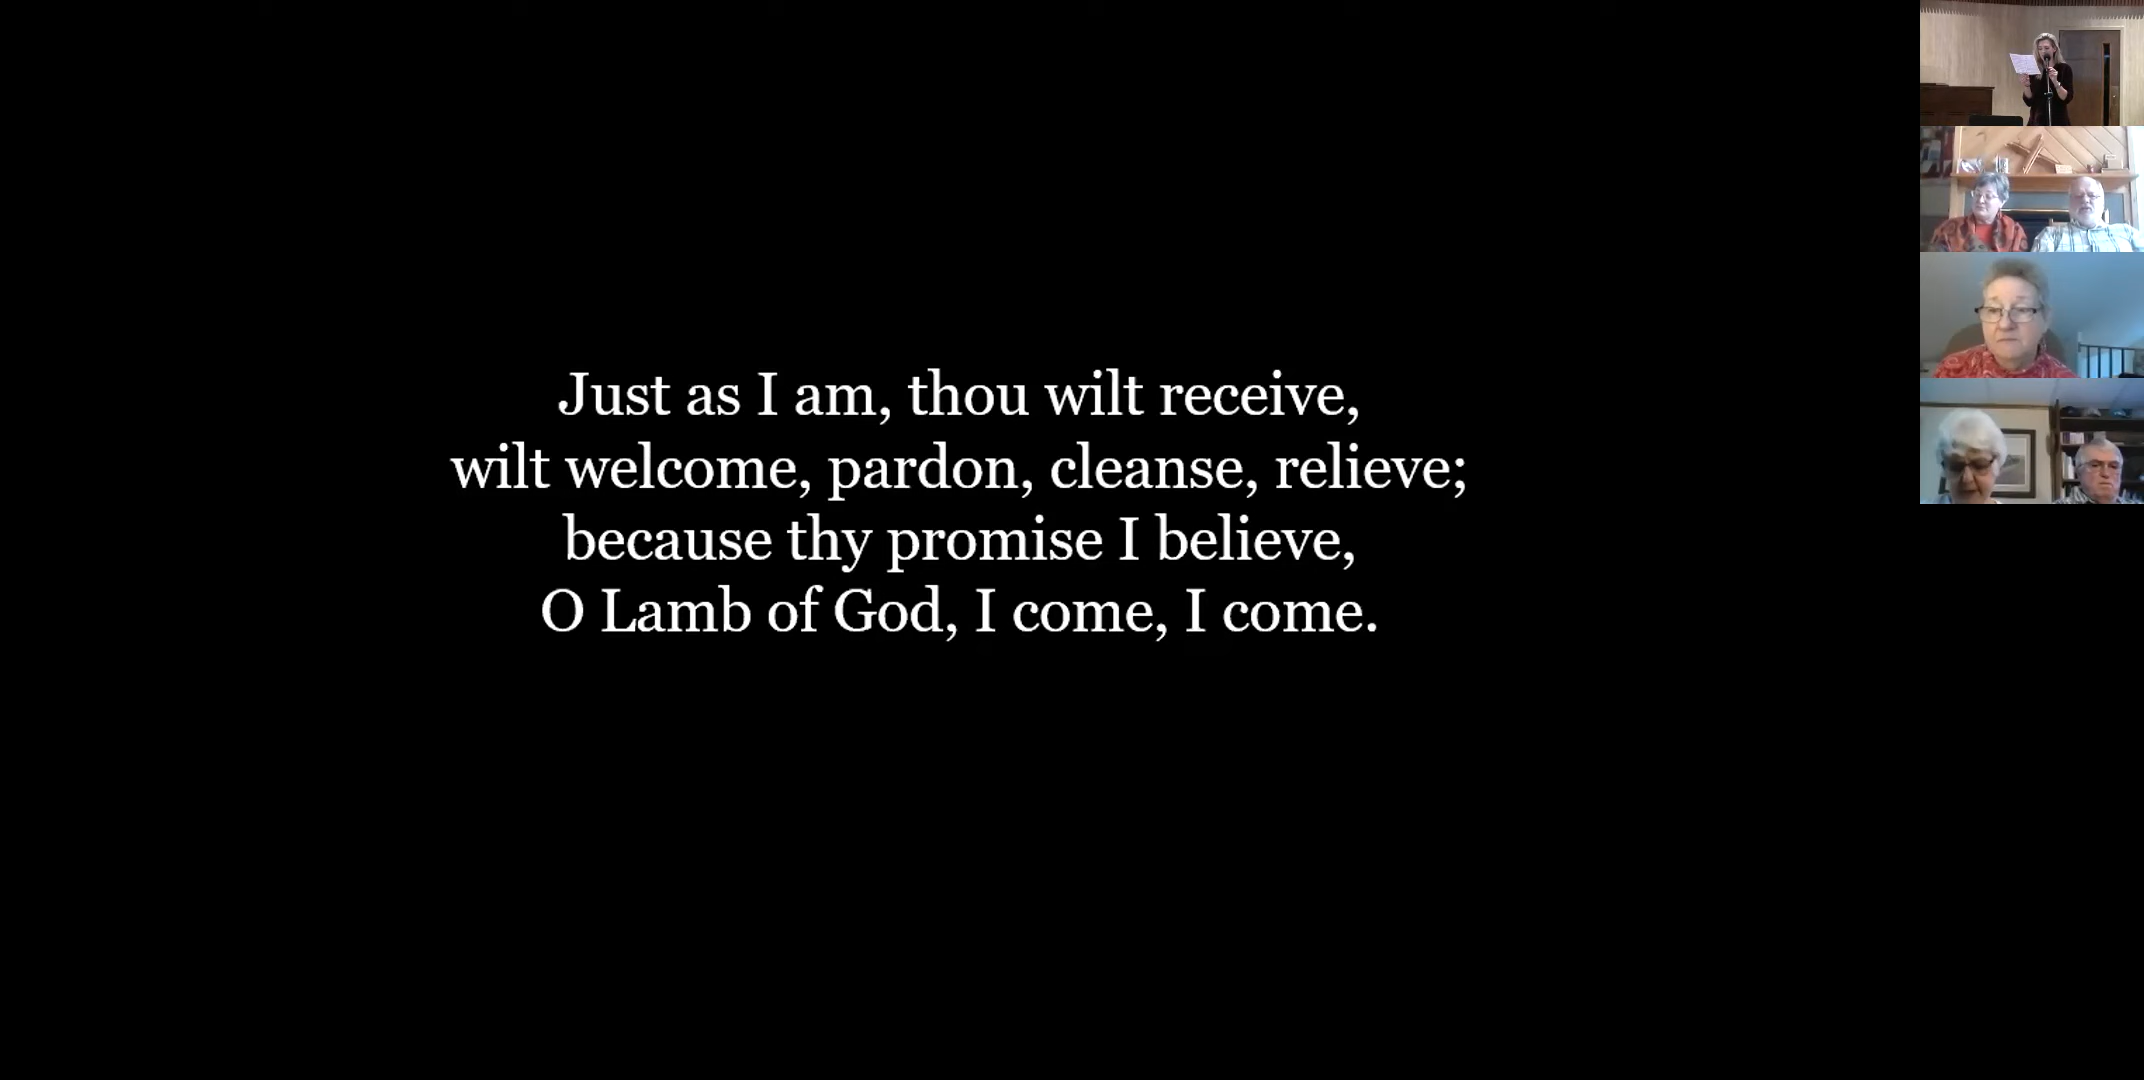 Just as I am, thou wilt receive,
wilt welcome, pardon, cleanse, relieve;
because thy promise I believe,
O Lamb of God, I come, I come.